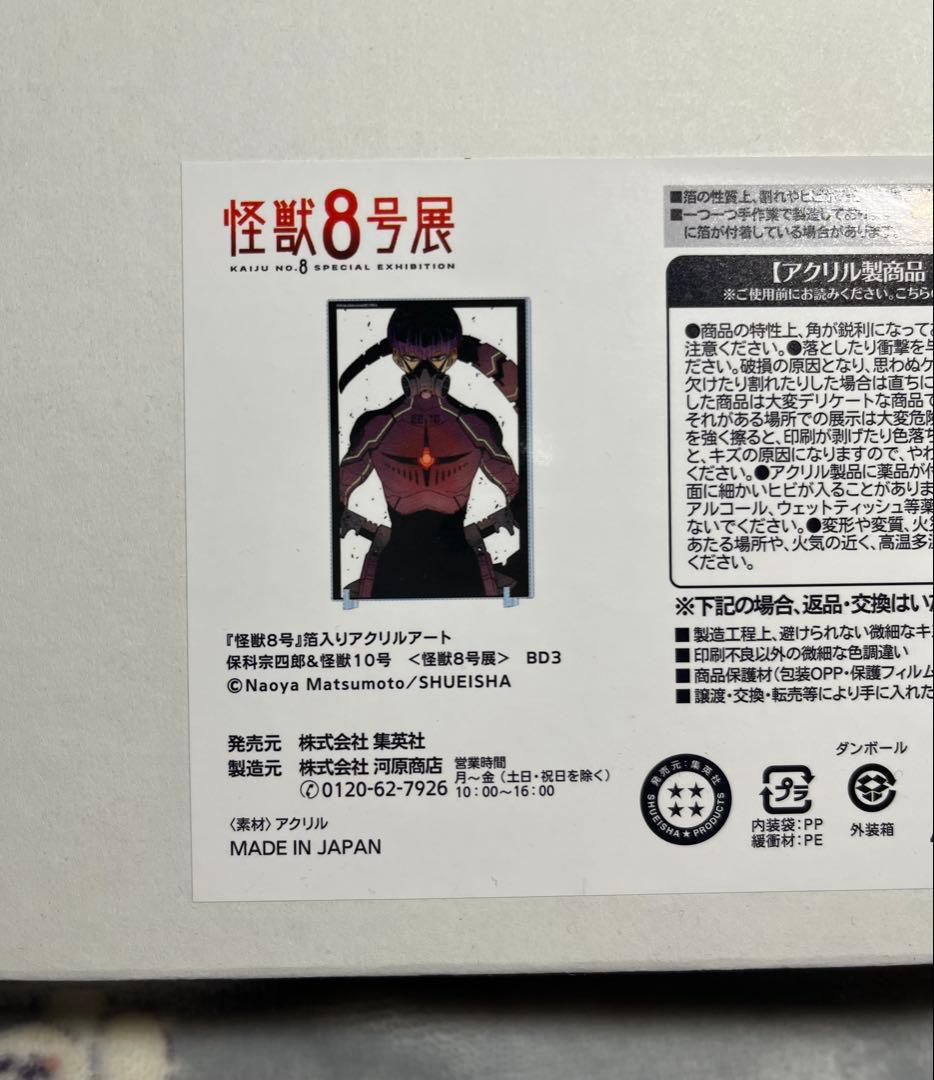 怪獣8号展
KAIJU NO.8 SPECIAL EXHIBITION
『怪獣8号』箔入りアクリルアート
保科宗四郎&怪獣10号 <怪獣8号展> BD3
©Naoya Matsumoto/SHUEISHA
発売元 株式会社 集英社
製造元 株式会社 河原商店
0120-62-7926
営業時間
月～金(土日・祝日を除く)
10:00～16:00
〈素材〉アクリル
MADE IN JAPAN
■箔の性質上、割れやヒビ
■一つ一つ手作業で製造して
に箔が付着している場合があります
【アクリル製商品
※ご使用前にお読みください。こちらの
●商品の特性上、角が鋭利になって
注意ください。●落としたり衝撃を
ださい。破損の原因となり、思わぬケ
欠けたり割れたりした場合は直ちに
した商品は大変デリケートな商品で
それがある場所での展示は大変危険
を強く擦ると、印刷が剥げたり色落ち
と、キズの原因になりますので、やわ
ください。●アクリル製品に薬品が付
面に細かいヒビが入ることがありま
アルコール、ウェットティッシュ等薬
ないでください。●変形や変質、火災
あたる場所や、火気の近く、高温多湿
ください。
※下記の場合、返品・交換はいた
■製造工程上、避けられない微細なキズ
■印刷不良以外の微細な色調違い
■商品保護材(包装OPP・保護フィルム
■譲渡・交換・転売等により手に入れた
発売元:集英社
SHUEISHA★PRODUCTS
プラ
内装袋:PP
緩衝材:PE
ダンボール
外装箱